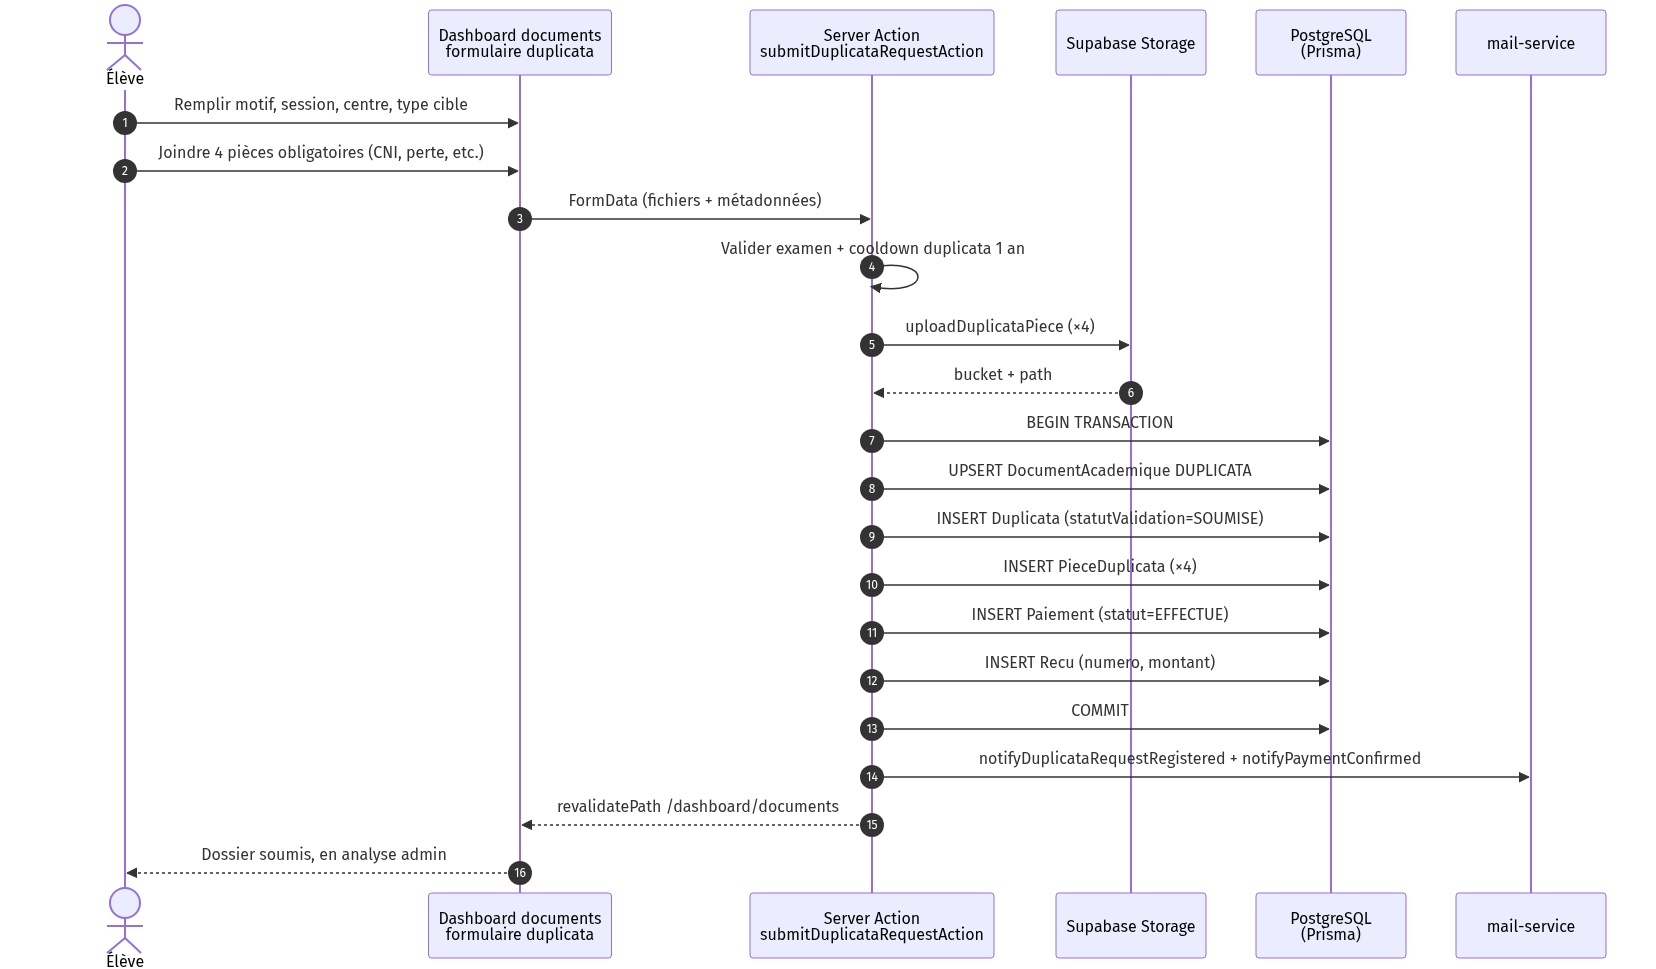 Élève
Dashboard documents
formulaire duplicata
Server Action
submitDuplicataRequestAction
Supabase Storage
PostgreSQL
(Prisma)
mail-service
Remplir motif, session, centre, type cible
1
Joindre 4 pièces obligatoires (CNI, perte, etc.)
2
FormData (fichiers + métadonnées)
3
Valider examen + cooldown duplicata 1 an
4
uploadDuplicataPiece (×4)
5
bucket + path
6
BEGIN TRANSACTION
7
UPSERT DocumentAcademique DUPLICATA
8
INSERT Duplicata (statutValidation=SOUMISE)
9
INSERT PieceDuplicata (×4)
10
INSERT Paiement (statut=EFFECTUE)
11
INSERT Recu (numero, montant)
12
COMMIT
13
notifyDuplicataRequestRegistered + notifyPaymentConfirmed
14
revalidatePath /dashboard/documents
15
Dossier soumis, en analyse admin
16
Élève
Dashboard documents
formulaire duplicata
Server Action
submitDuplicataRequestAction
Supabase Storage
PostgreSQL
(Prisma)
mail-service